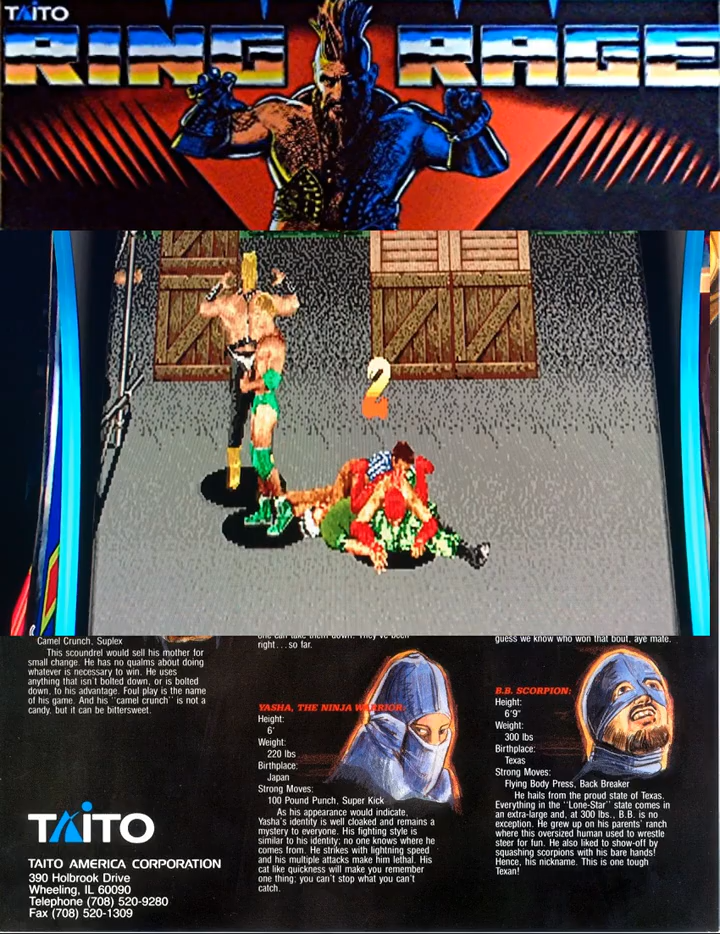 TAITO
RING RAGE
2
Camel Crunch, Suplex
This scoundrel would sell his mother for
small change. He has no qualms about doing
whatever is necessary to win. He uses
anything that isn't bolted down, or is bolted
down, to his advantage. Foul play is the name
of his game. And his "camel crunch" is not a
candy, but it can be bittersweet.
one can take them down. They've been
right...so far.
YASHA, THE NINJA WARRIOR:
Height:
6'
Weight:
220 lbs
Birthplace:
Japan
Strong Moves:
100 Pound Punch, Super Kick
As his appearance would indicate,
Yasha's identity is well cloaked and remains a
mystery to everyone. His fighting style is
similar to his identity; no one knows where he
comes from. He strikes with lightning speed
and his multiple attacks make him lethal. His
cat like quickness will make you remember
one thing: you can't stop what you can't
catch.
guess we know who won that bout, aye mate.
B.B. SCORPION:
Height:
6'9"
Weight:
300 lbs
Birthplace:
Texas
Strong Moves:
Flying Body Press, Back Breaker
He hails from the proud state of Texas.
Everything in the "Lone-Star" state comes in
an extra-large and, at 300 lbs., B.B. is no
exception. He grew up on his parents' ranch
where this oversized human used to wrestle
steer for fun. He also liked to show-off by
squashing scorpions with his bare hands!
Hence, his nickname. This is one tough
Texan!
TAITO
TAITO AMERICA CORPORATION
390 Holbrook Drive
Wheeling, IL 60090
Telephone (708) 520-9280
Fax (708) 520-1309